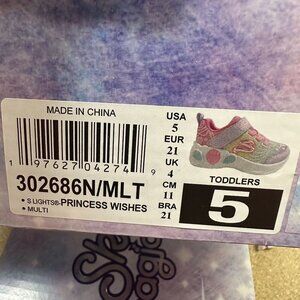 MADE IN CHINA
1 97627 04274 9
302686N/MLT
• S LIGHTS®-PRINCESS WISHES
• MULTI
USA
5
EUR
21
UK
4
CM
11
BRA
21
TODDLERS
5